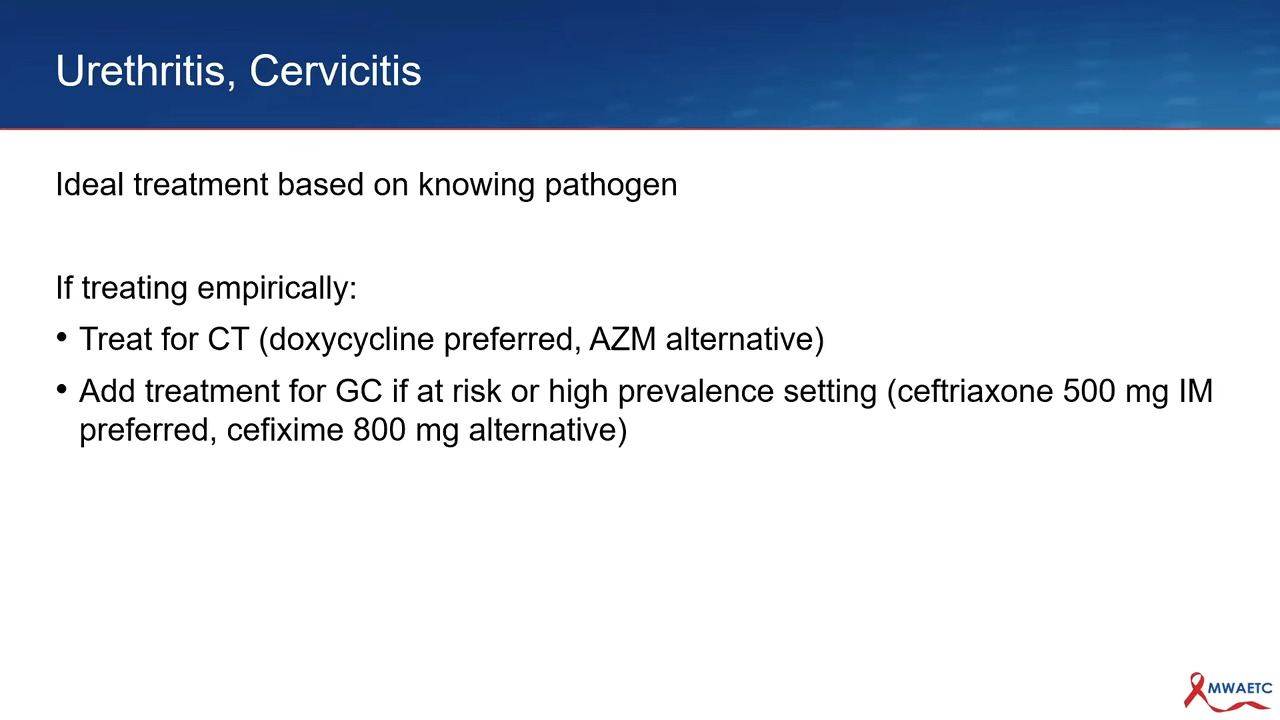 Urethritis, Cervicitis
Ideal treatment based on knowing pathogen
If treating empirically:
• Treat for CT (doxycycline preferred, AZM alternative)
• Add treatment for GC if at risk or high prevalence setting (ceftriaxone 500 mg IM
preferred, cefixime 800 mg alternative)
MWAETC